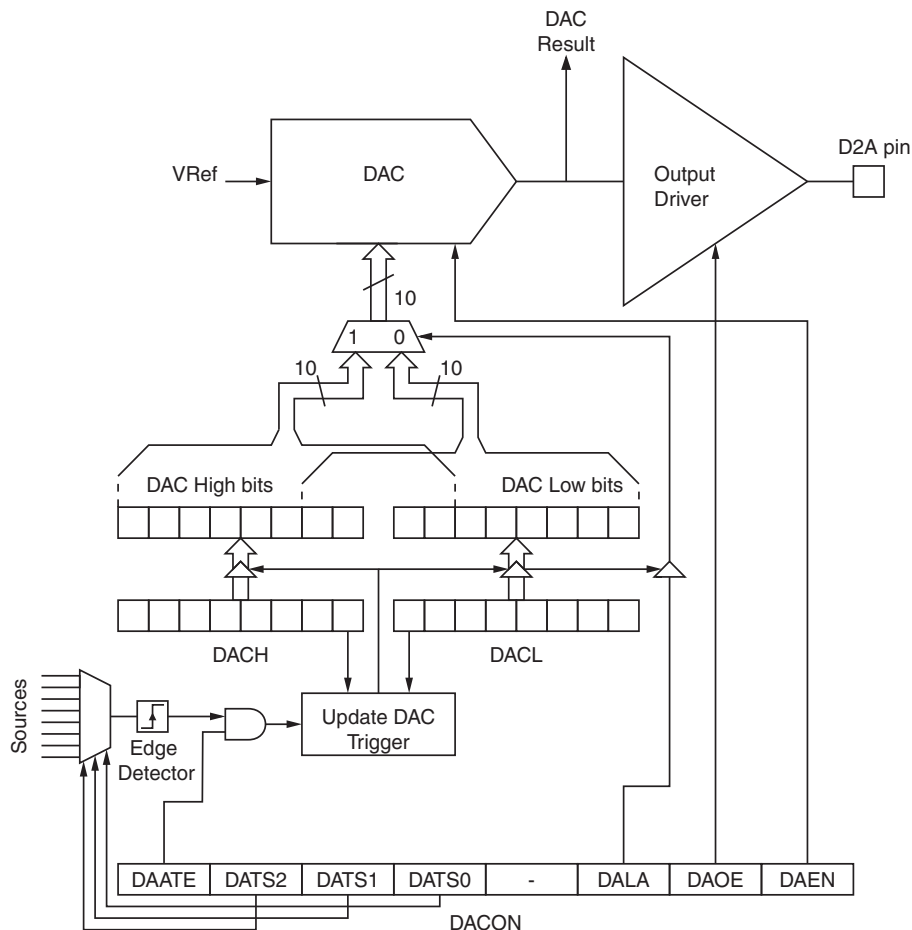 DAC
Result
D2A pin
VRef
DAC
Output
Driver
10
1 0
10
10
DAC High bits
DAC Low bits
DACH
DACL
Sources
Edge
Detector
Update DAC
Trigger
DAATE DATS2 DATS1 DATS0 - DALA DAOE DAEN
DACON